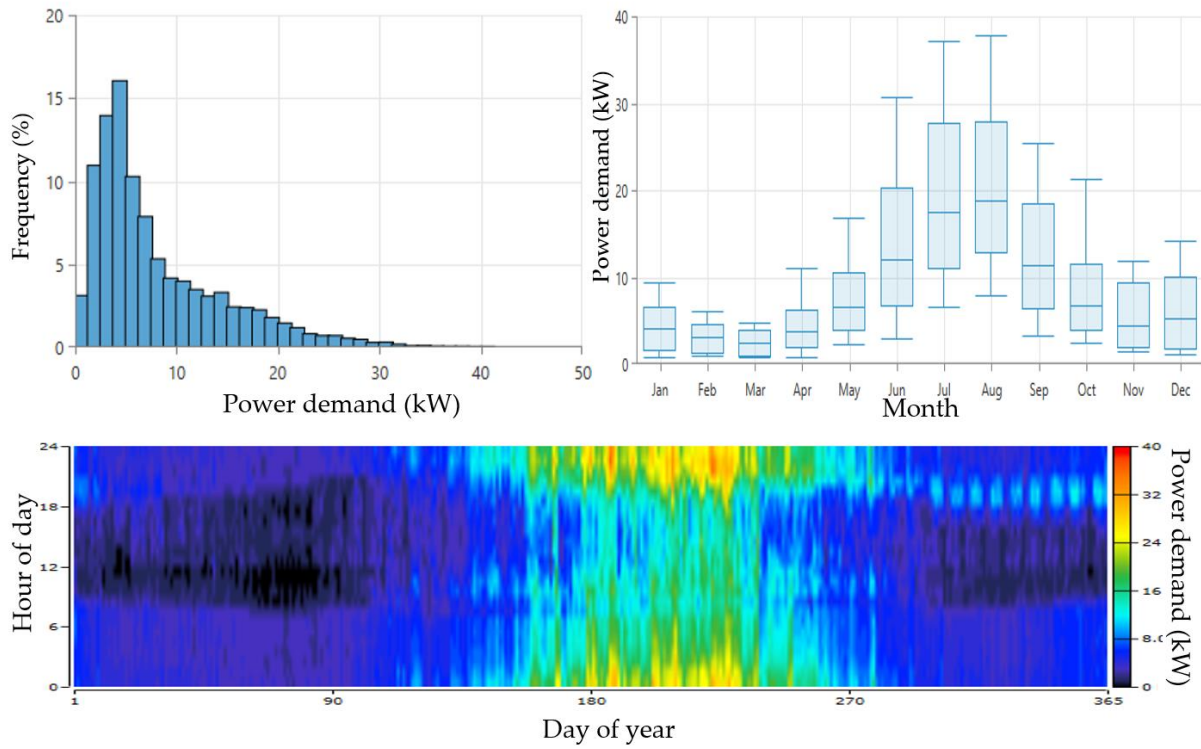 20
15
10
5
0
Frequency (%)
0 10 20 30 40 50
Power demand (kW)
40
30
20
10
0
Power demand (kW)
Jan Feb Mar Apr May Jun Jul Aug Sep Oct Nov Dec
Month
24
18
12
6
0
Hour of day
1 90 180 270 365
Day of year
40
32
24
16
8.0
0
Power demand (kW)